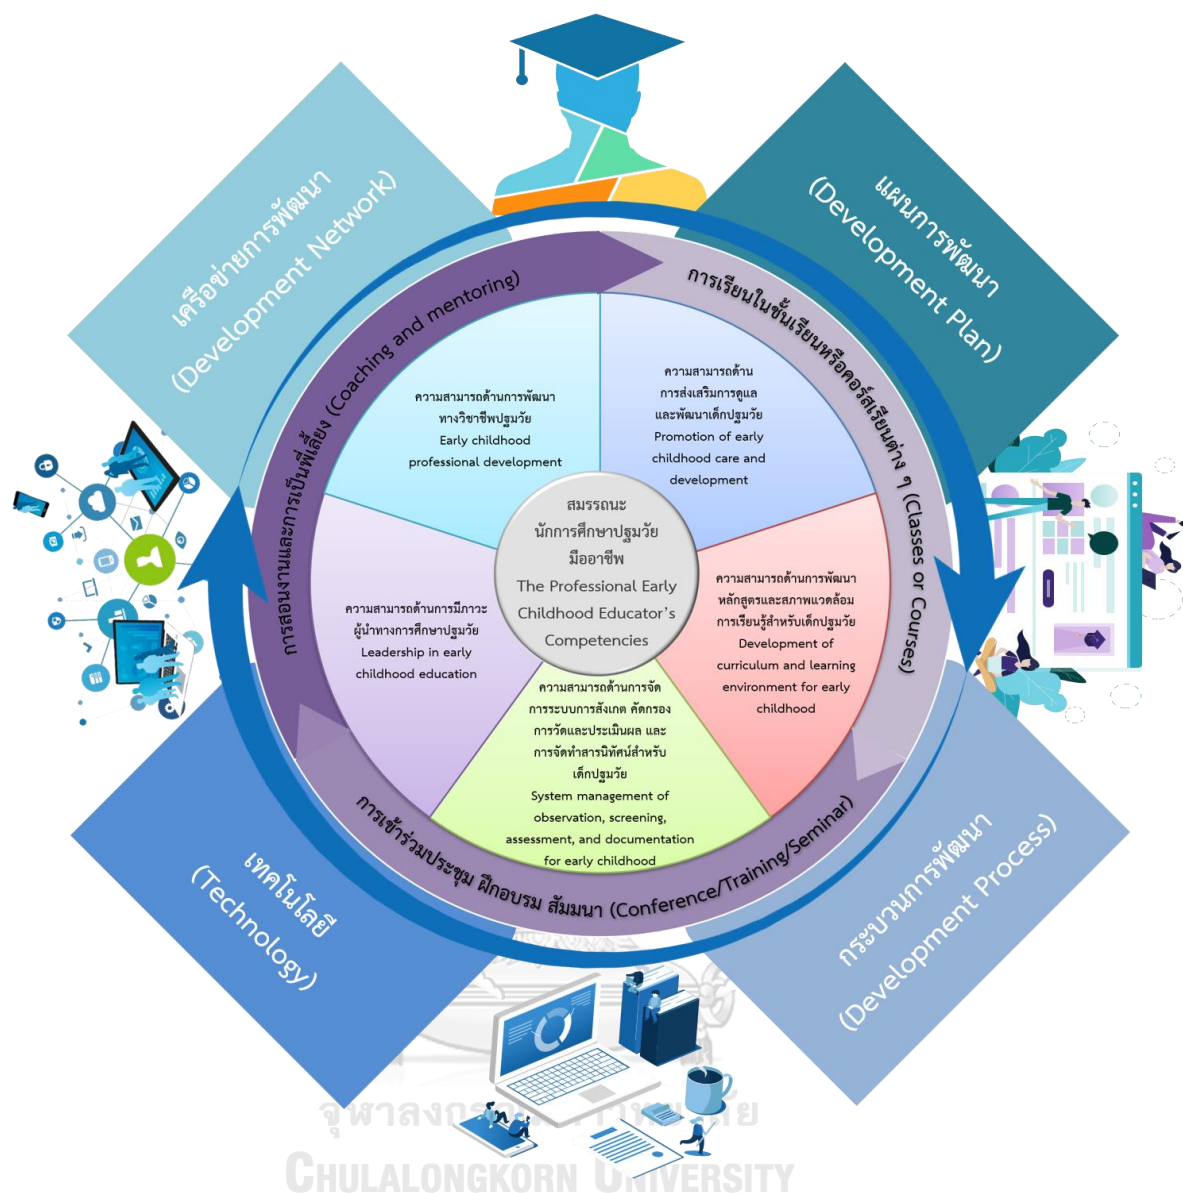 เครือข่ายการพัฒนา
(Development Network)
แผนการพัฒนา
(Development Plan)
การสอนงานและการเป็นพี่เลี้ยง (Coaching and mentoring)
การเรียนในชั้นเรียนหรือคอร์สเรียนต่าง ๆ (Classes or Courses)
ความสามารถด้านการพัฒนา
ทางวิชาชีพปฐมวัย
Early childhood
professional development
ความสามารถด้าน
การส่งเสริมการดูแล
และพัฒนาเด็กปฐมวัย
Promotion of early
childhood care and
development
สมรรถนะ
นักการศึกษาปฐมวัย
มืออาชีพ
The Professional Early
Childhood Educator's
Competencies
ความสามารถด้านการมีภาวะ
ผู้นำทางการศึกษาปฐมวัย
Leadership in early
childhood education
ความสามารถด้านการพัฒนา
หลักสูตรและสภาพแวดล้อม
การเรียนรู้สำหรับเด็กปฐมวัย
Development of
curriculum and learning
environment for early
childhood
ความสามารถด้านการจัด
การระบบการสังเกต คัดกรอง
การวัดและประเมินผล และ
การจัดทำสารนิทัศน์สำหรับ
เด็กปฐมวัย
System management of
observation, screening,
assessment, and documentation
for early childhood
การเข้าร่วมประชุม ฝึกอบรม สัมมนา (Conference/Training/Seminar)
เทคโนโลยี
(Technology)
กระบวนการพัฒนา
(Development Process)
CHULALONGKORN UNIVERSITY